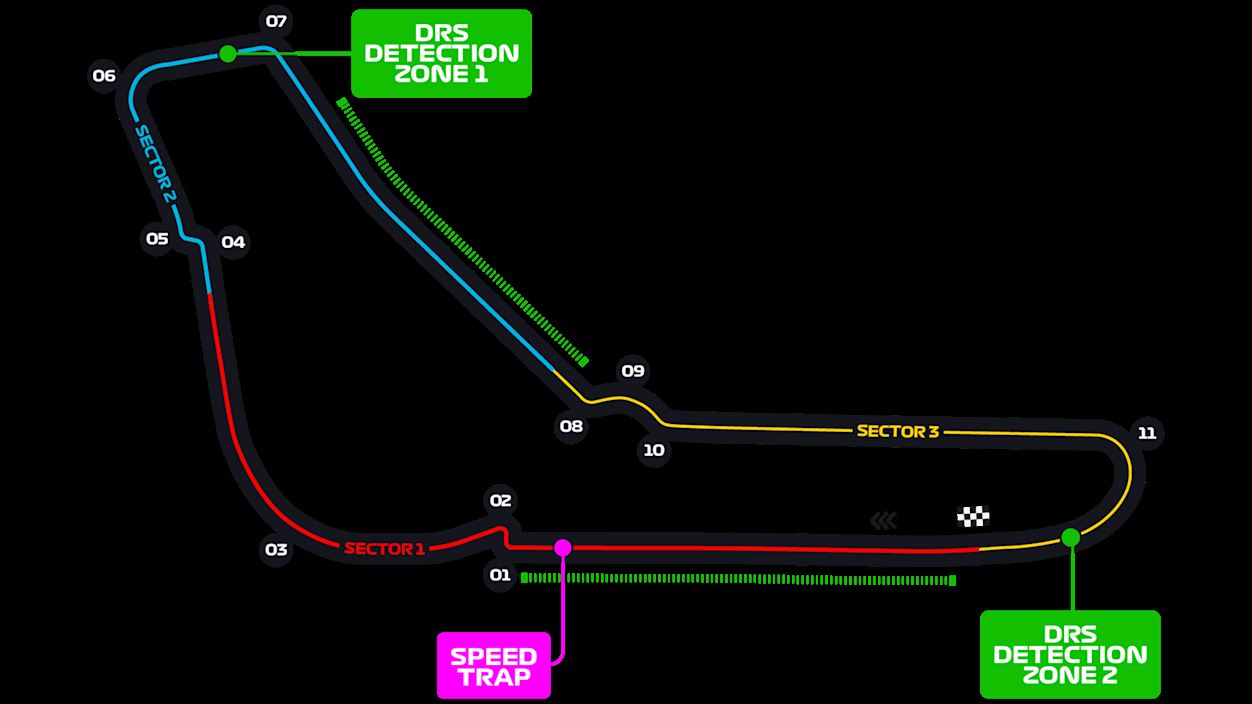 07
DRS
DETECTION
ZONE 1
06
SECTOR 2
05
04
09
08
10
SECTOR 3
11
02
03
SECTOR 1
01
SPEED
TRAP
DRS
DETECTION
ZONE 2